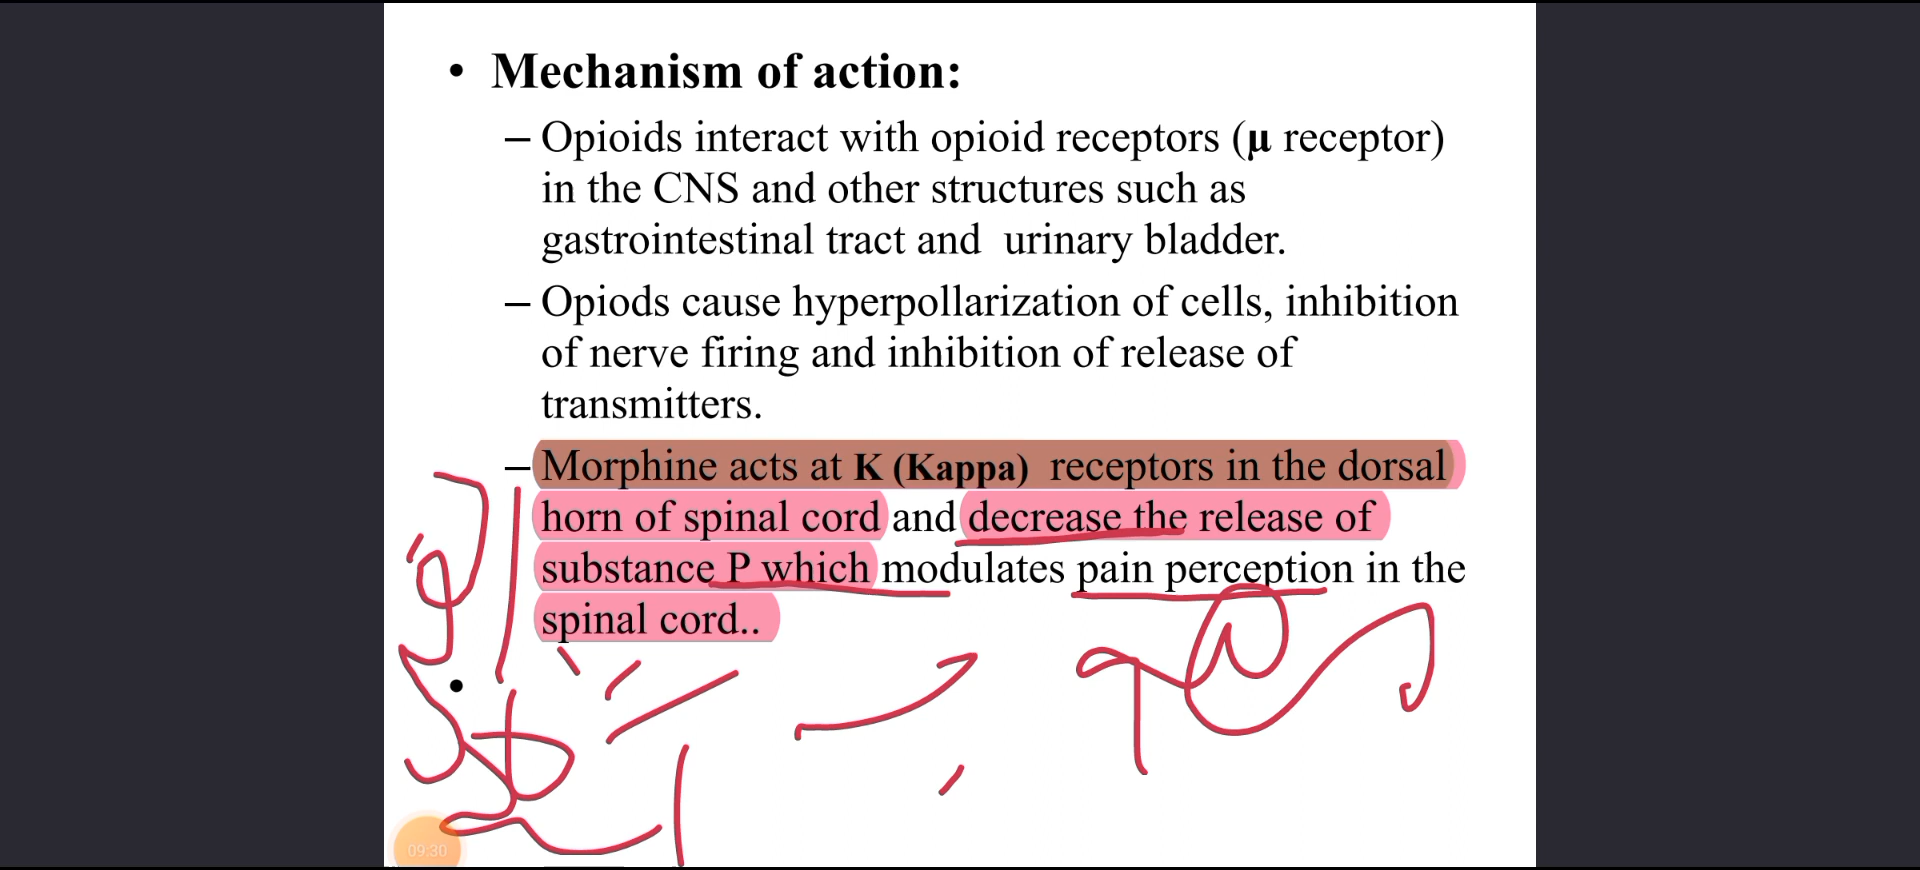 • Mechanism of action:
– Opioids interact with opioid receptors (μ receptor)
in the CNS and other structures such as
gastrointestinal tract and urinary bladder.
– Opiods cause hyperpollarization of cells, inhibition
of nerve firing and inhibition of release of
transmitters.
– Morphine acts at K (Kappa) receptors in the dorsal
horn of spinal cord and decrease the release of
substance P which modulates pain perception in the
spinal cord..
•
09:30